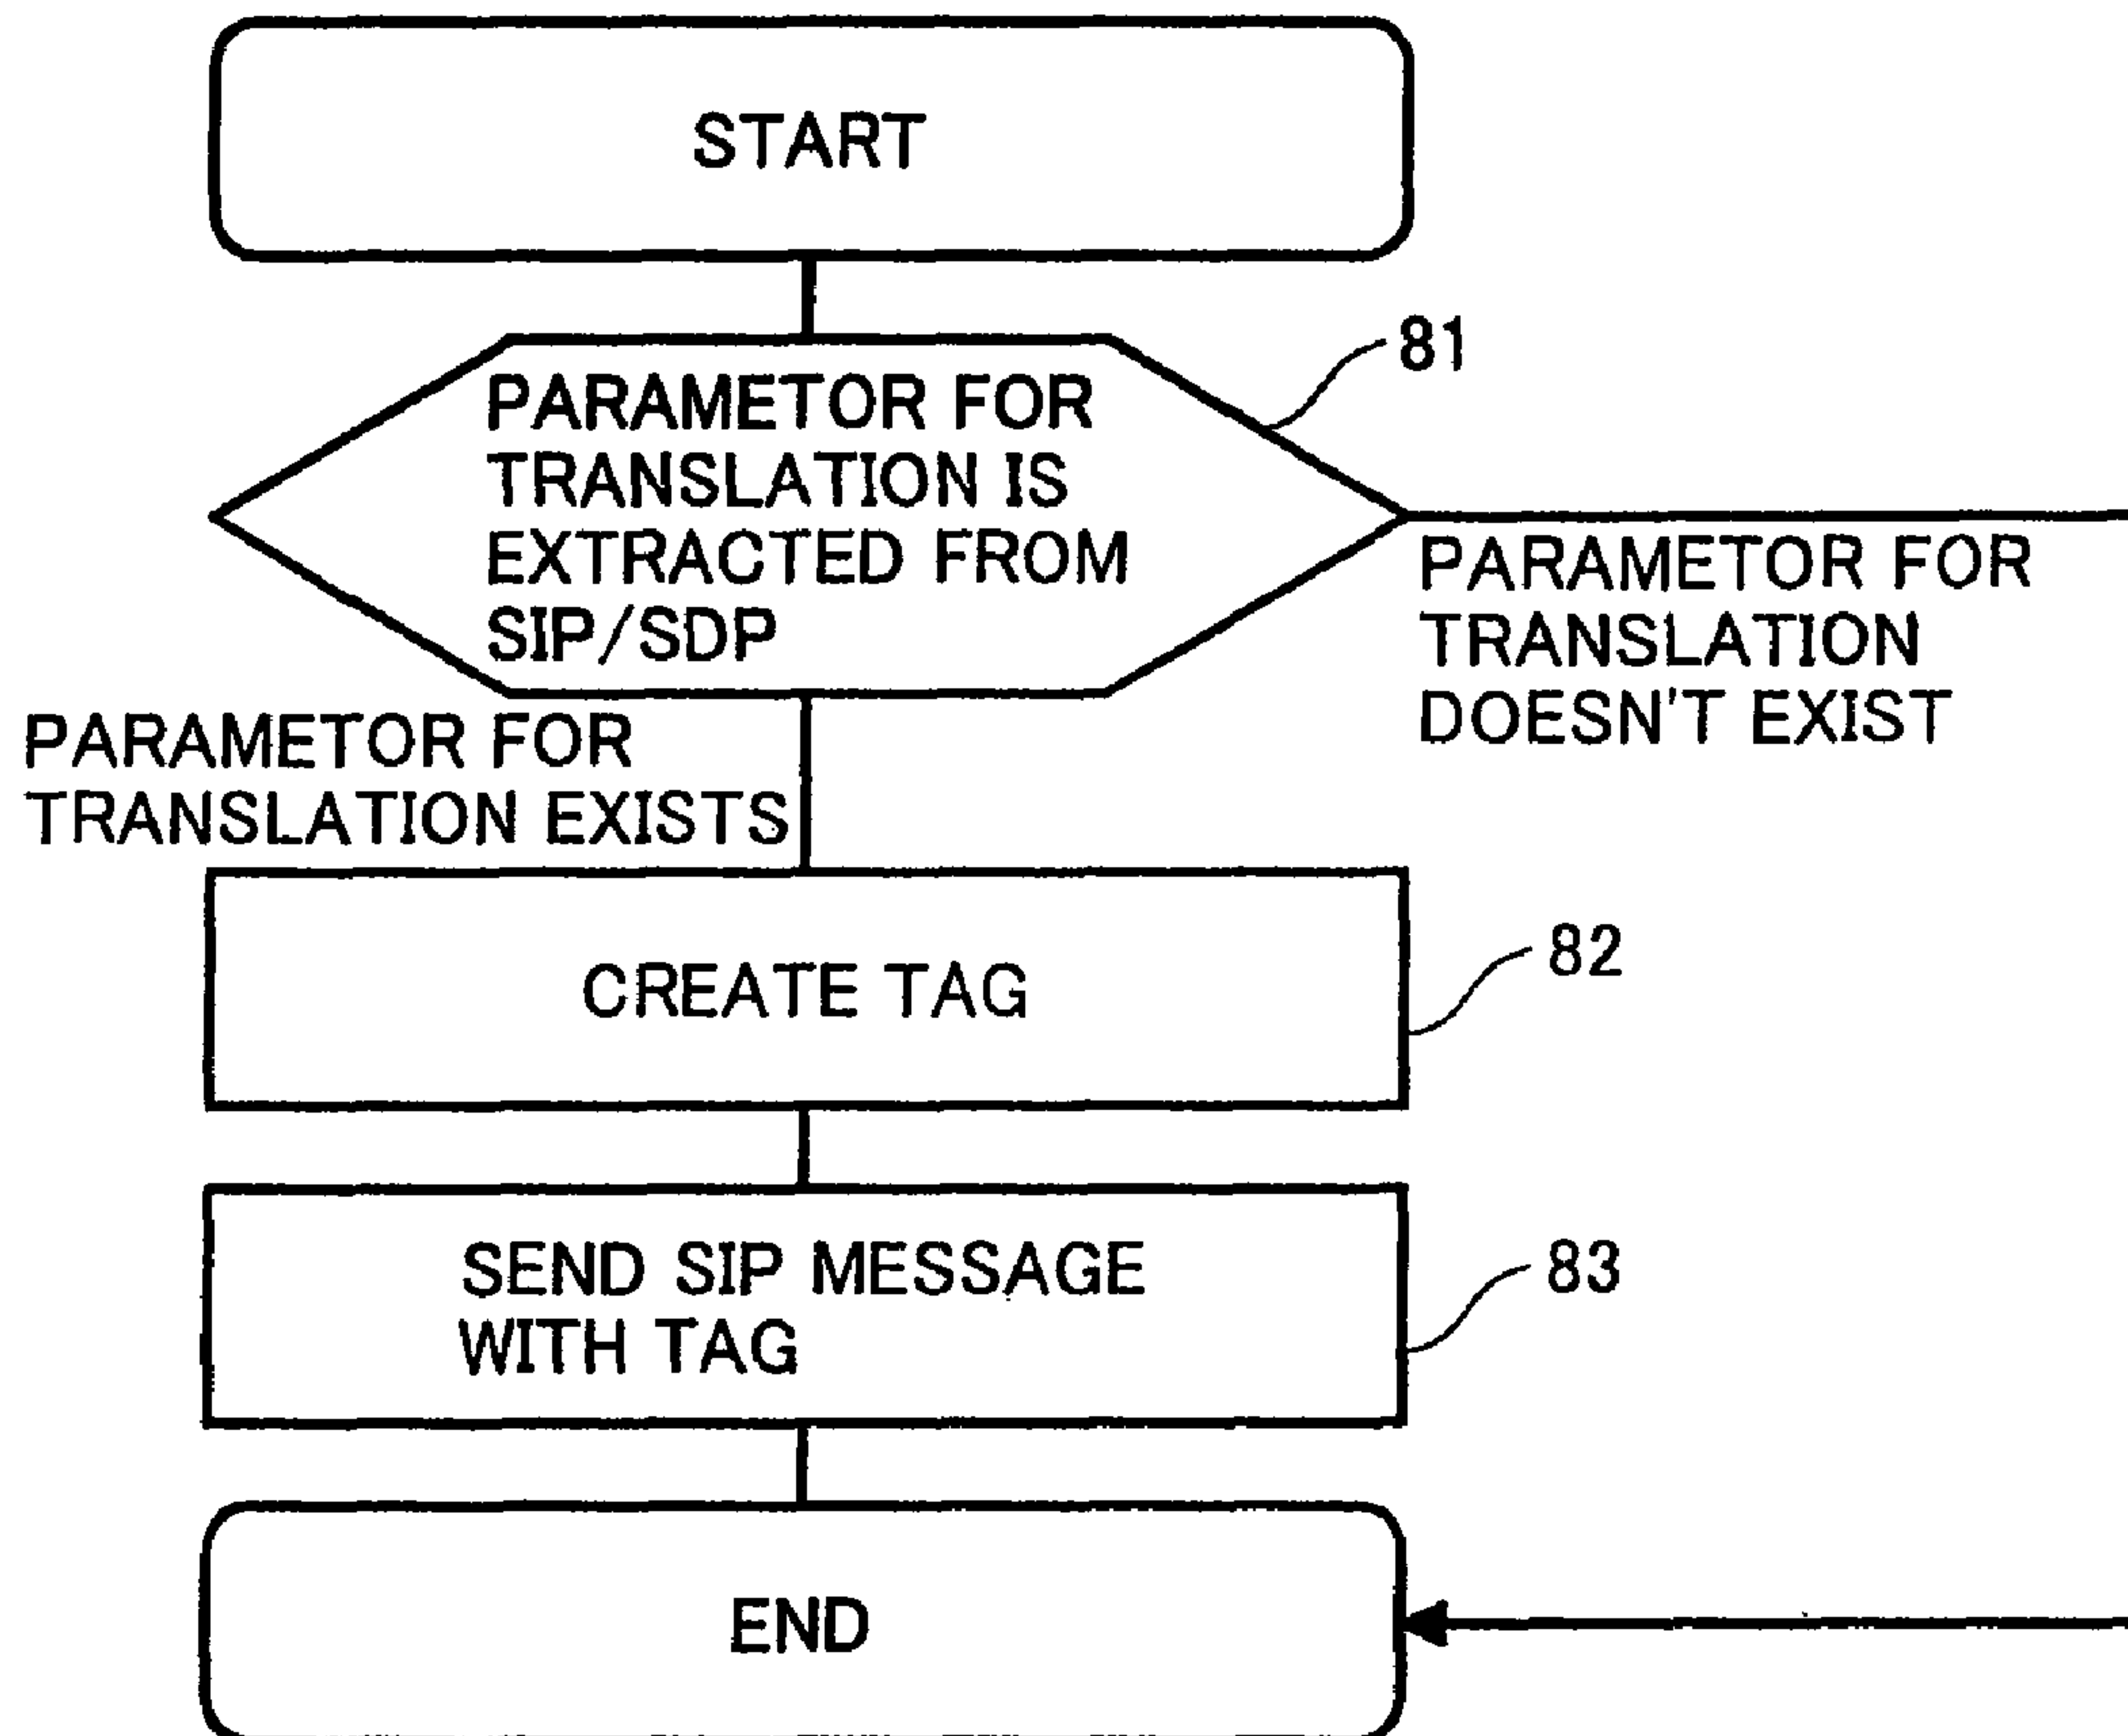 START
81
PARAMETOR FOR
TRANSLATION IS
EXTRACTED FROM
SIP/SDP
PARAMETOR FOR
TRANSLATION
DOESN'T EXIST
PARAMETOR FOR
TRANSLATION EXISTS
CREATE TAG
82
SEND SIP MESSAGE
WITH TAG
83
END